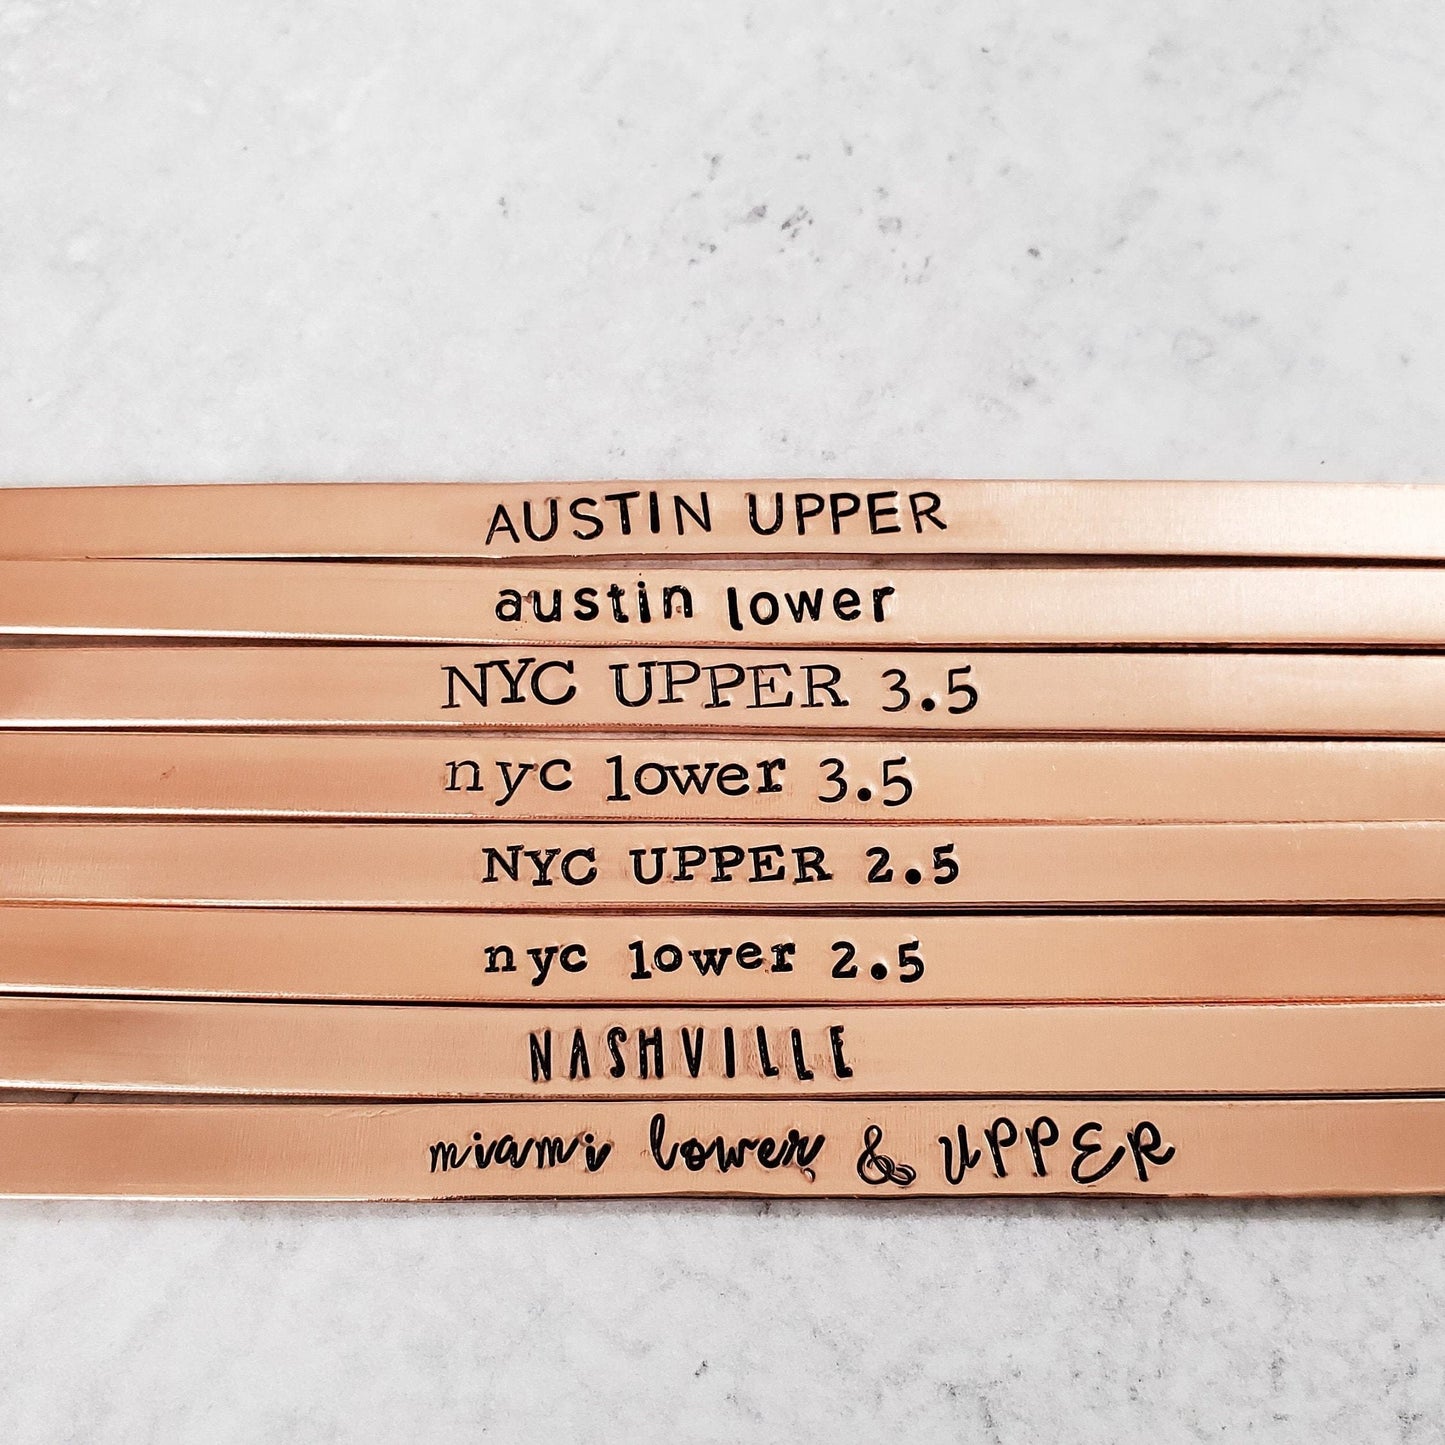 AUSTIN UPPER
austin lower
NYC UPPER 3.5
nyc lower 3.5
NYC UPPER 2.5
nyc lower 2.5
NASHVILLE
miami lower & UPPER